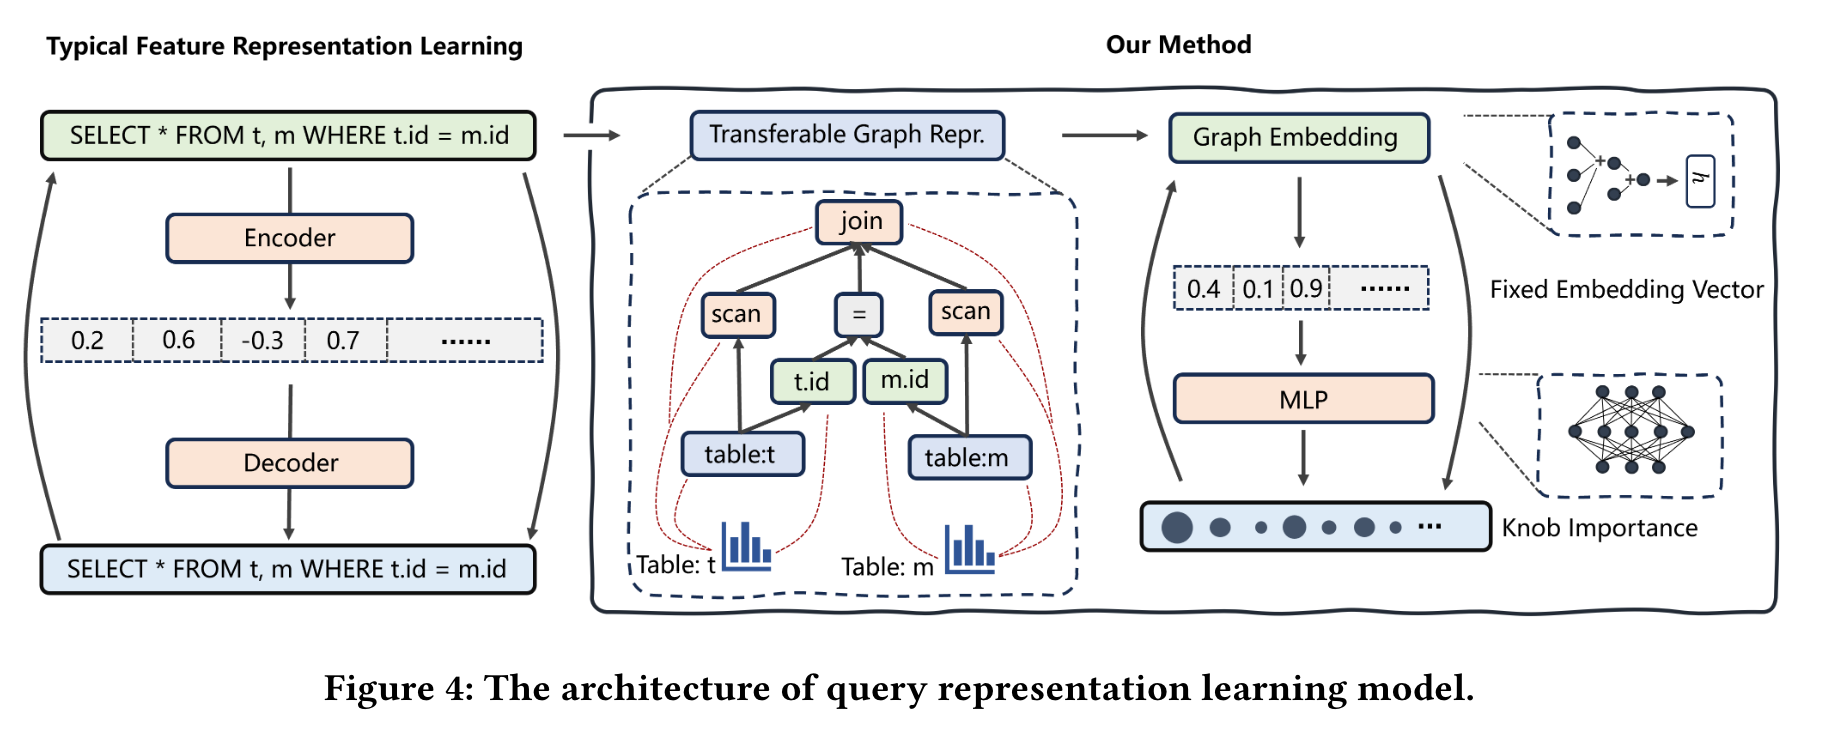 Typical Feature Representation Learning
Our Method
SELECT * FROM t, m WHERE t.id = m.id
Encoder
0.2 0.6 -0.3 0.7 ......
Decoder
SELECT * FROM t, m WHERE t.id = m.id
Transferable Graph Repr.
join
scan
=
scan
t.id
m.id
table:t
table:m
Table: t
Table: m
Graph Embedding
+
+
h
0.4 0.1 0.9 ......
Fixed Embedding Vector
MLP
...
Knob Importance
Figure 4: The architecture of query representation learning model.